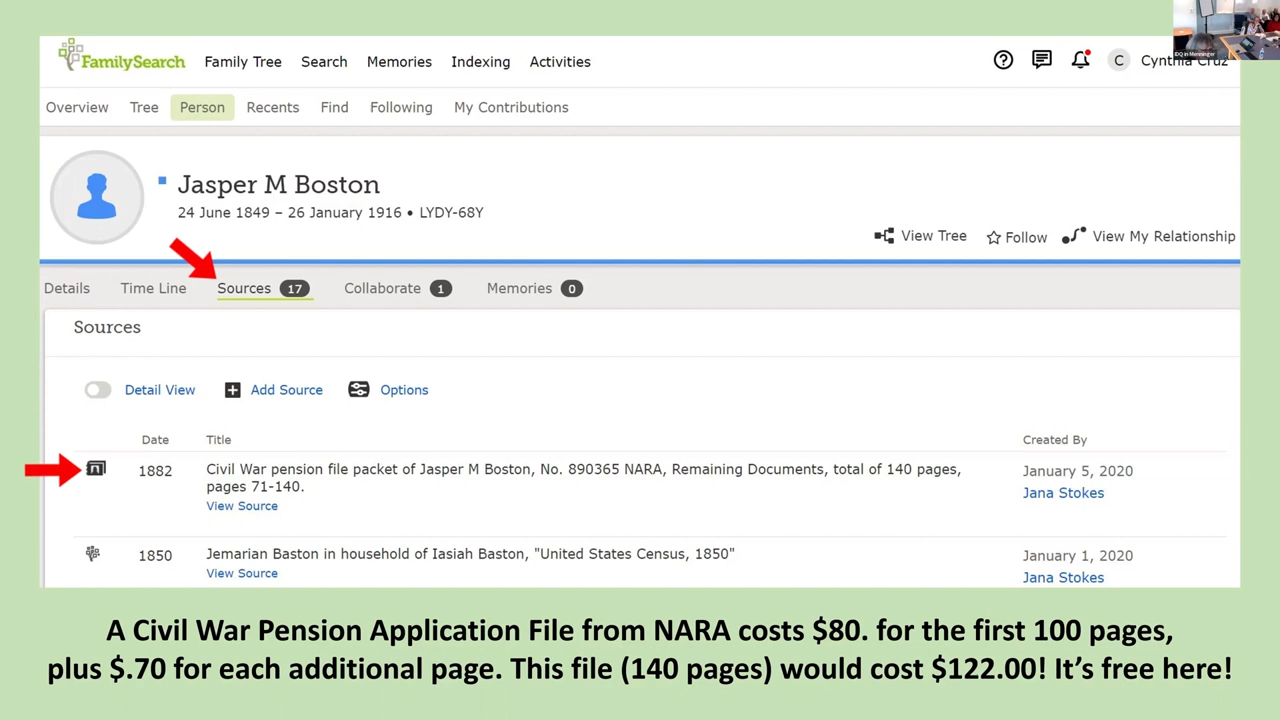 FamilySearch Family Tree Search Memories Indexing Activities C Cynthia Cruz
IDQ in Menninger
Overview Tree Person Recents Find Following My Contributions
Jasper M Boston
24 June 1849 – 26 January 1916 • LYDY-68Y
View Tree Follow View My Relationship
Details Time Line Sources 17 Collaborate 1 Memories 0
Sources
Detail View Add Source Options
Date Title Created By
1882 Civil War pension file packet of Jasper M Boston, No. 890365 NARA, Remaining Documents, total of 140 pages, January 5, 2020
pages 71-140. Jana Stokes
View Source
1850 Jemarian Baston in household of Iasiah Baston, "United States Census, 1850" January 1, 2020
View Source Jana Stokes
A Civil War Pension Application File from NARA costs $80. for the first 100 pages,
plus $.70 for each additional page. This file (140 pages) would cost $122.00! It’s free here!